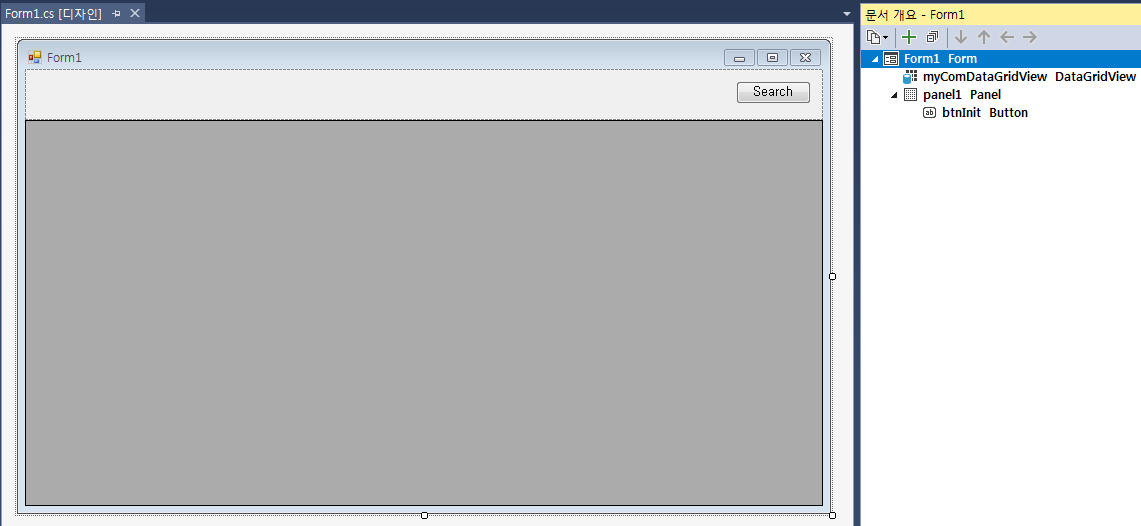 Form1.cs [디자인]
Form1
Search
문서 개요 - Form1
Form1 Form
myComDataGridView DataGridView
panel1 Panel
ab btnInit Button